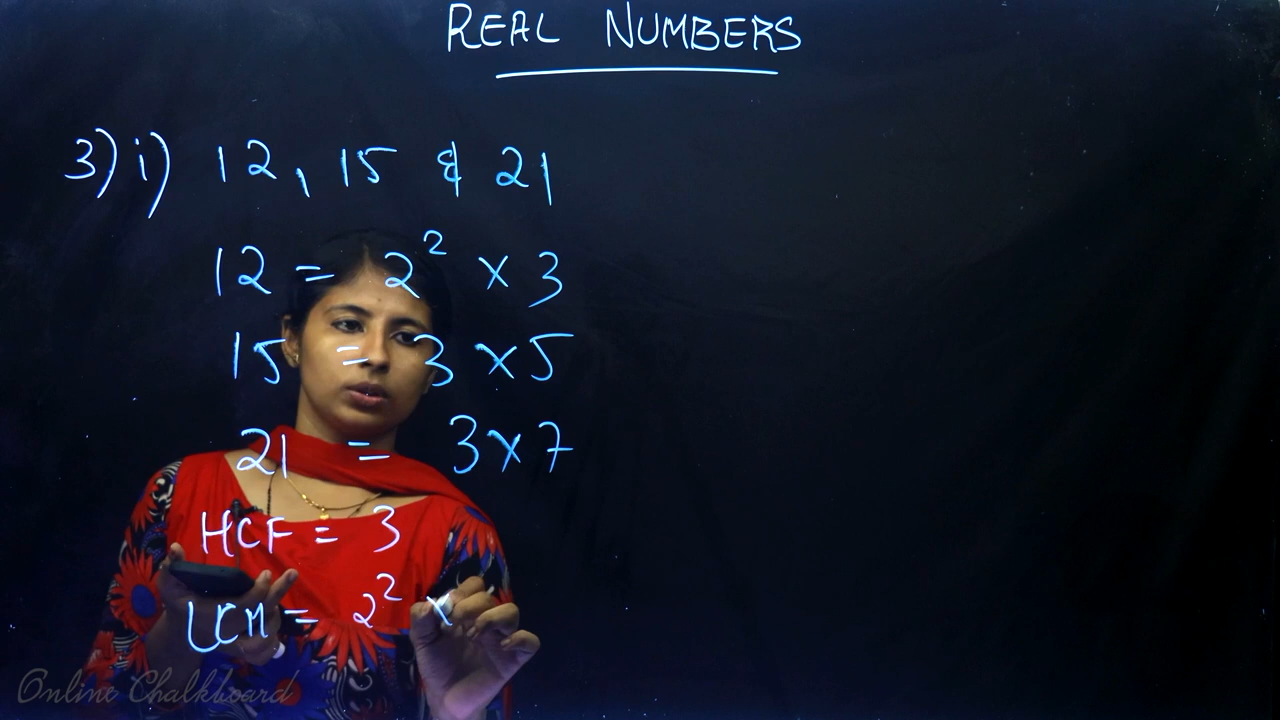 REAL NUMBERS
3) i) 12, 15 & 21
12 = 2² × 3
15 = 3 × 5
21 = 3 × 7
HCF = 3
LCM = 2² ×
Online Chalkboard